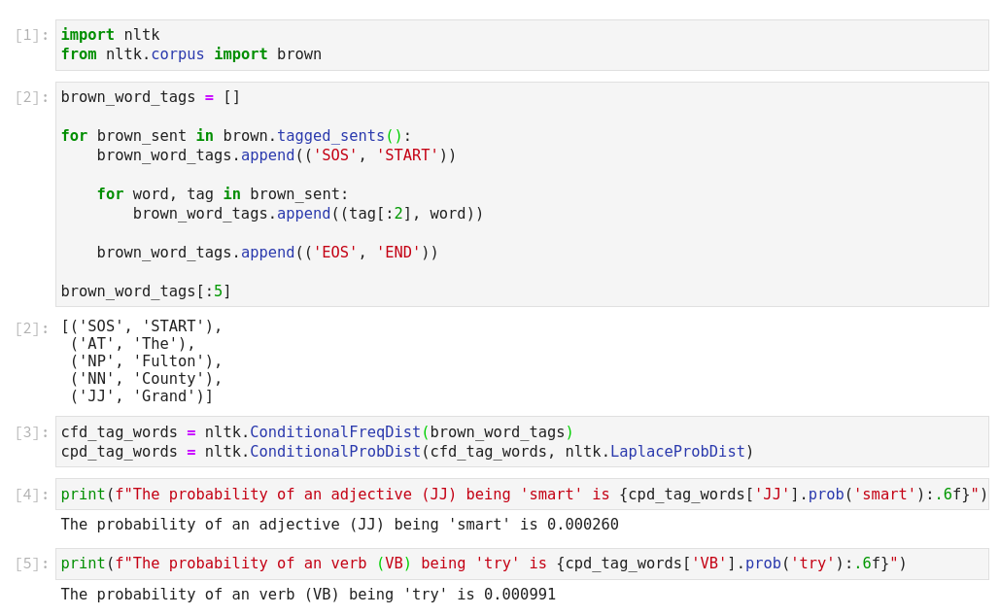 [1]: import nltk
from nltk.corpus import brown
[2]: brown_word_tags = []
for brown_sent in brown.tagged_sents():
    brown_word_tags.append(('SOS', 'START'))
    for word, tag in brown_sent:
        brown_word_tags.append((tag[:2], word))
    brown_word_tags.append(('EOS', 'END'))
brown_word_tags[:5]
[2]: [('SOS', 'START'),
 ('AT', 'The'),
 ('NP', 'Fulton'),
 ('NN', 'County'),
 ('JJ', 'Grand')]
[3]: cfd_tag_words = nltk.ConditionalFreqDist(brown_word_tags)
cpd_tag_words = nltk.ConditionalProbDist(cfd_tag_words, nltk.LaplaceProbDist)
[4]: print(f"The probability of an adjective (JJ) being 'smart' is {cpd_tag_words['JJ'].prob('smart'):.6f}")
The probability of an adjective (JJ) being 'smart' is 0.000260
[5]: print(f"The probability of an verb (VB) being 'try' is {cpd_tag_words['VB'].prob('try'):.6f}")
The probability of an verb (VB) being 'try' is 0.000991